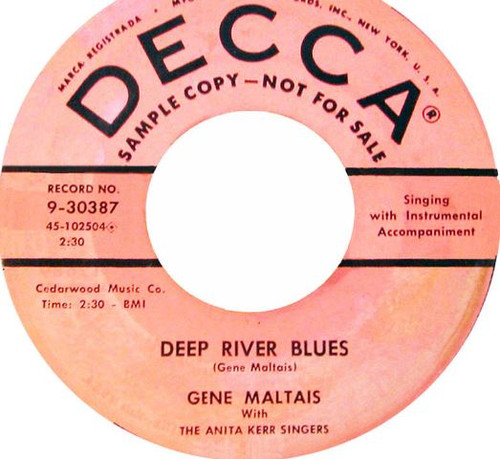 MARCA REGISTRADA • RDS, INC., NEW YORK, U. S. A.
DECCA®
SAMPLE COPY—NOT FOR SALE
RECORD NO.
9-30387
45-102504
2:30
Singing
with Instrumental
Accompaniment
Cedarwood Music Co.
Time: 2:30 - BMI
DEEP RIVER BLUES
(Gene Maltais)
GENE MALTAIS
With
THE ANITA KERR SINGERS